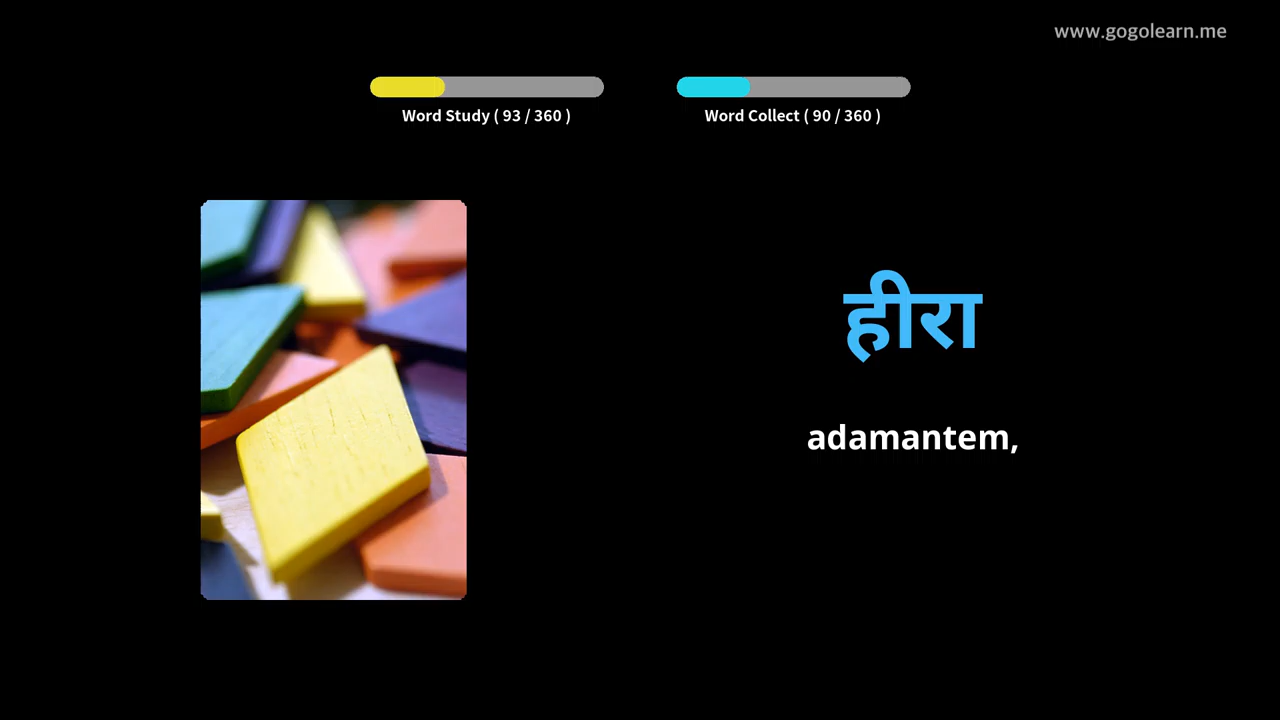 www.gogolearn.me
Word Study ( 93 / 360 )
Word Collect ( 90 / 360 )
हीरा
adamantem,